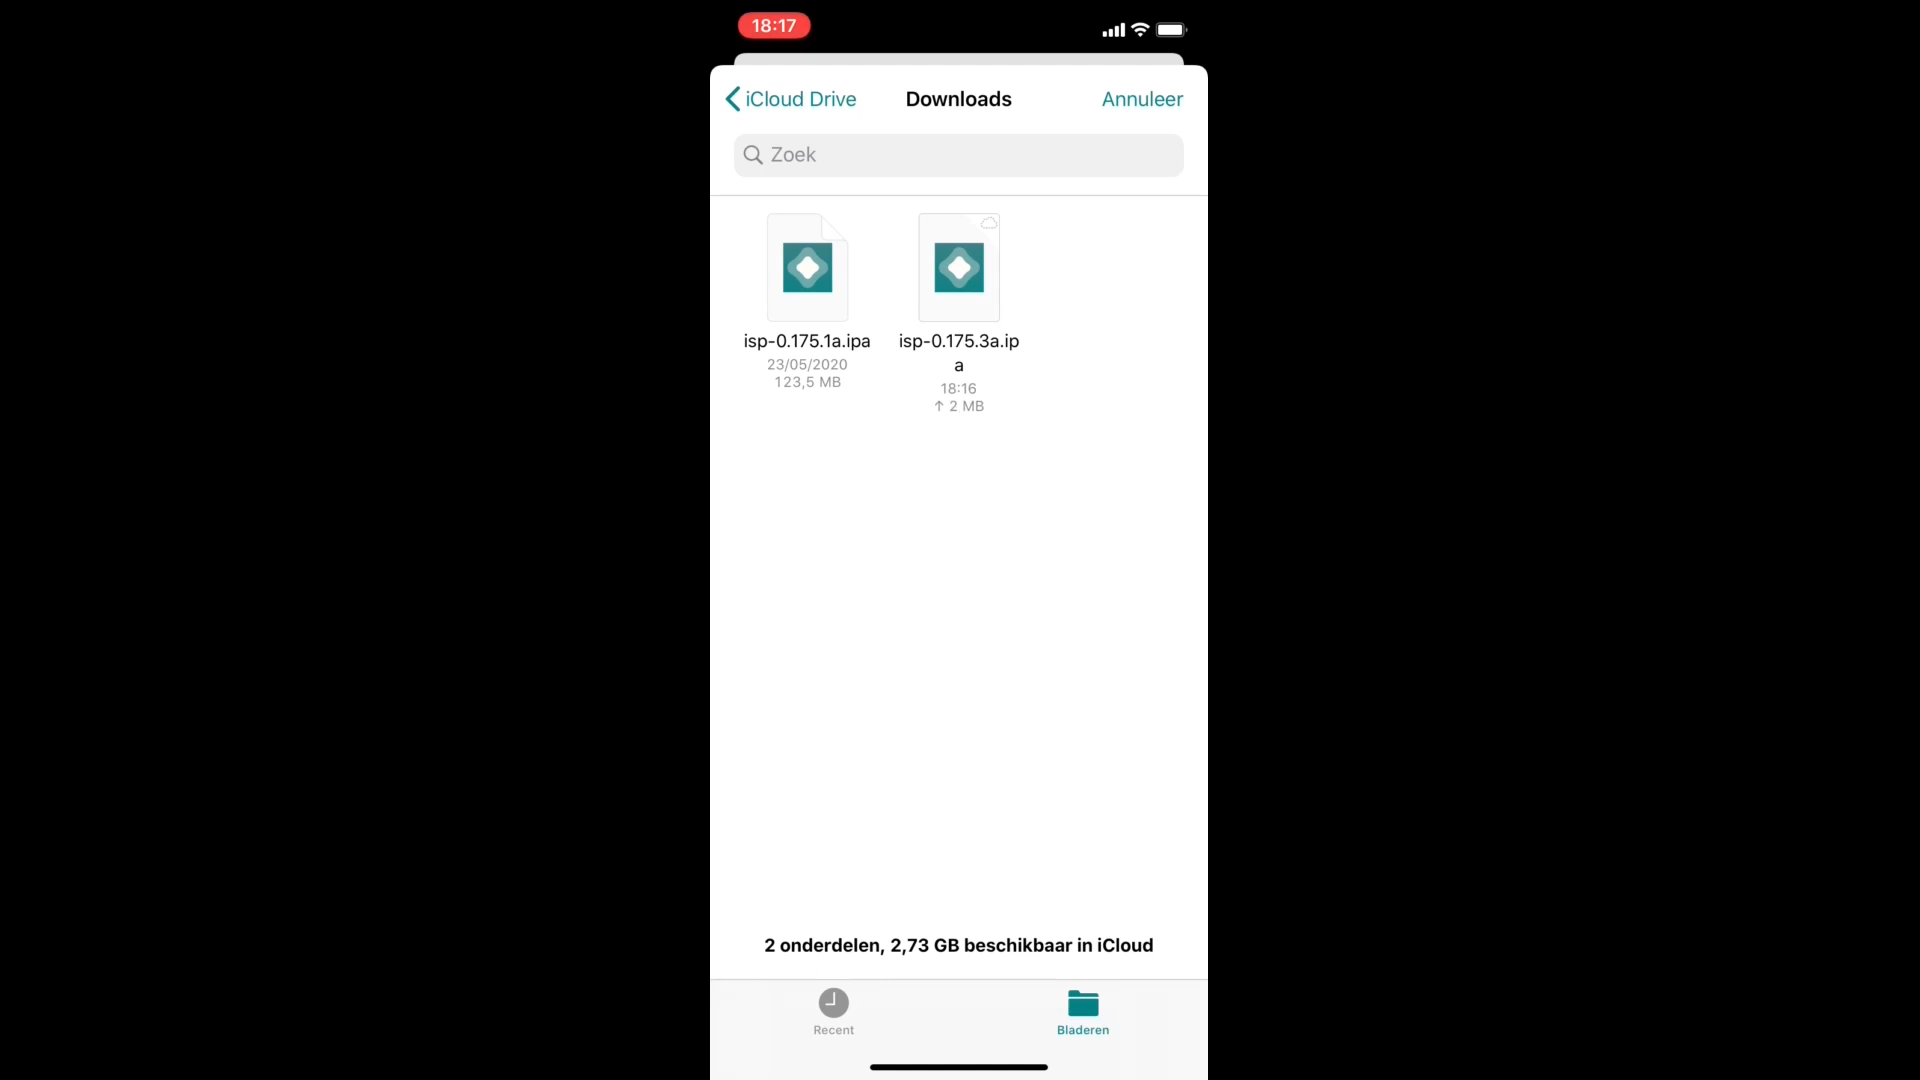 18:17
iCloud Drive
Downloads
Annuleer
Zoek
isp-0.175.1a.ipa
23/05/2020
123,5 MB
isp-0.175.3a.ip
a
18:16
↑ 2 MB
2 onderdelen, 2,73 GB beschikbaar in iCloud
Recent
Bladeren